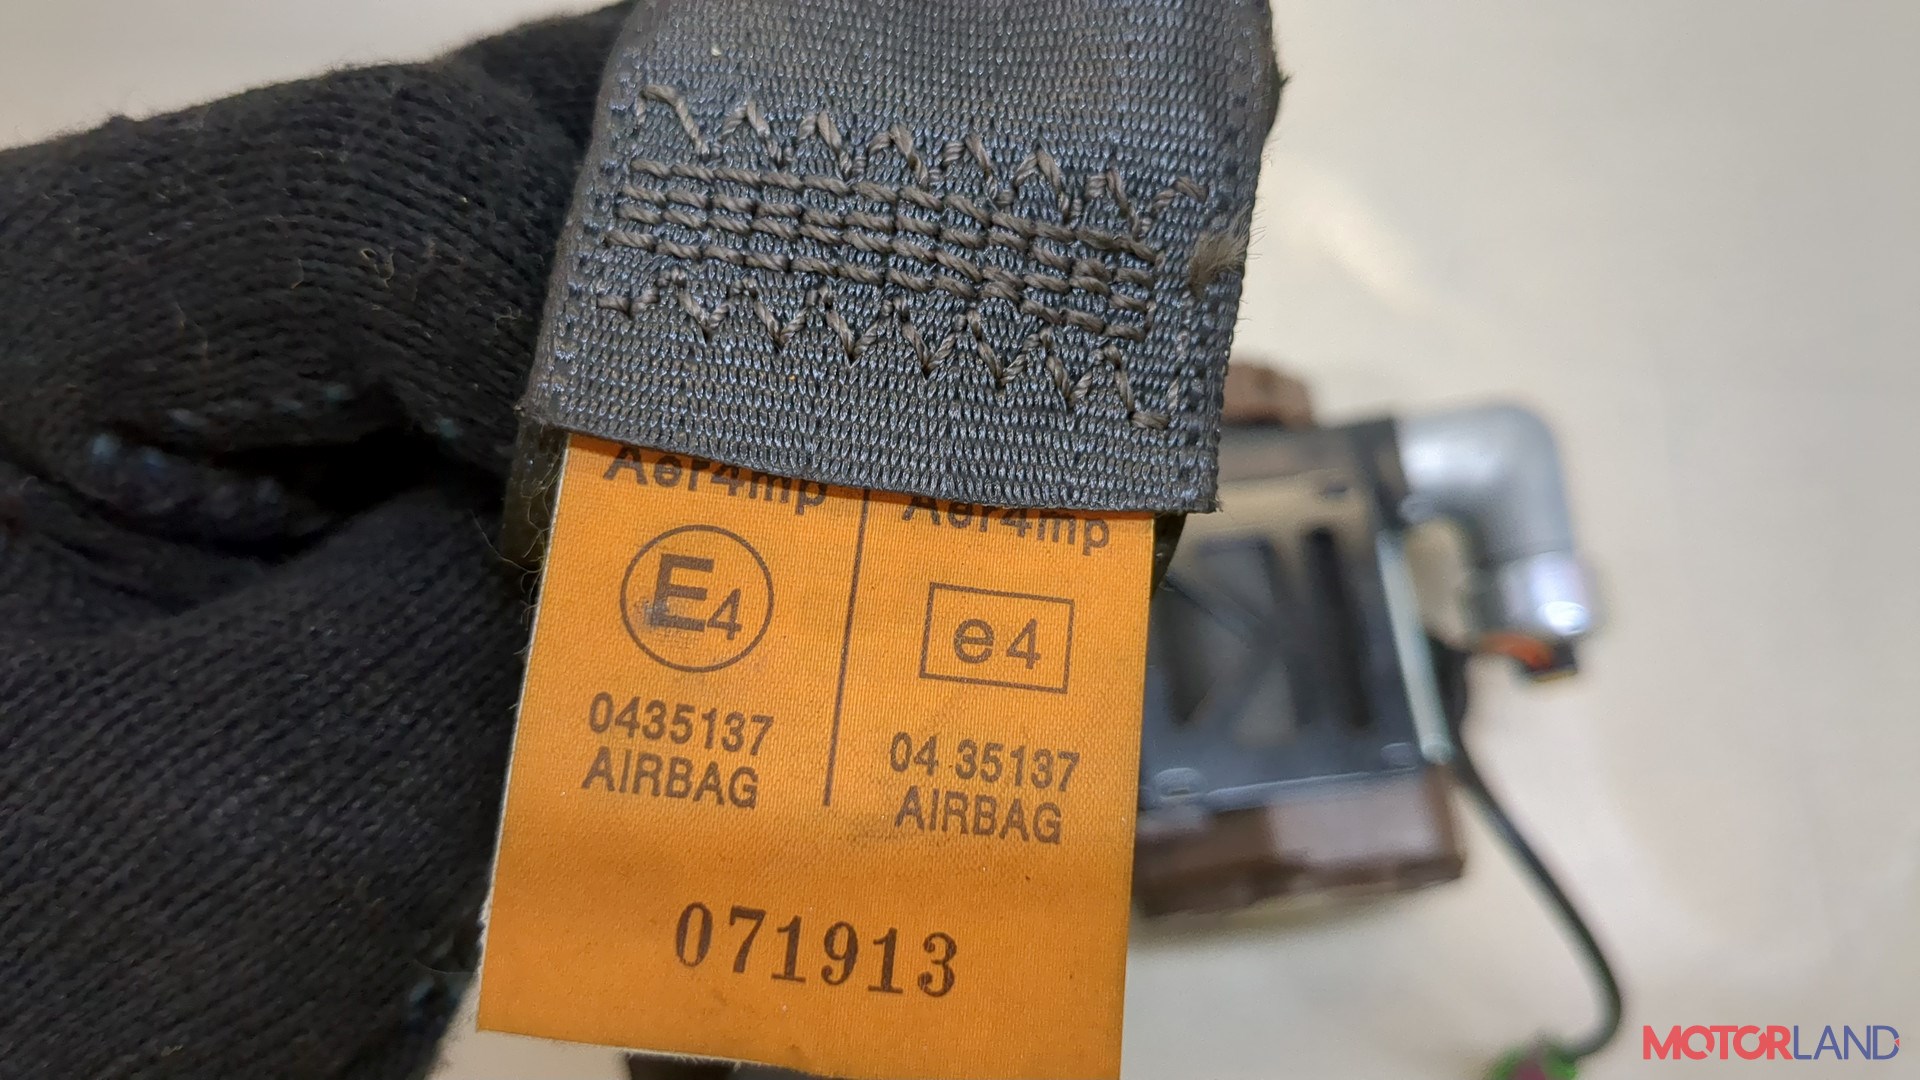 Aer4mp
E4
0435137
AIRBAG
Aer4mp
e4
04 35137
AIRBAG
071913
MOTORLAND